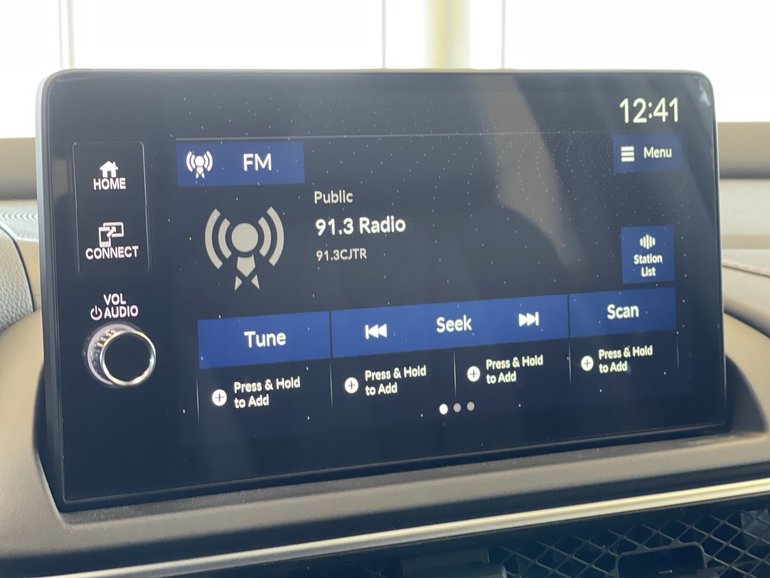 12:41
HOME
CONNECT
VOL
AUDIO
FM
Menu
Public
91.3 Radio
91.3CJTR
Station
List
Tune
Seek
Scan
Press & Hold
to Add
Press & Hold
to Add
Press & Hold
to Add
Press & Hold
to Add